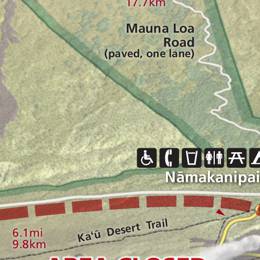 17.7km
Mauna Loa
Road
(paved, one lane)
Nāmakanipai
6.1mi
9.8km
Ka'ū Desert Trail
AREA CLOSED